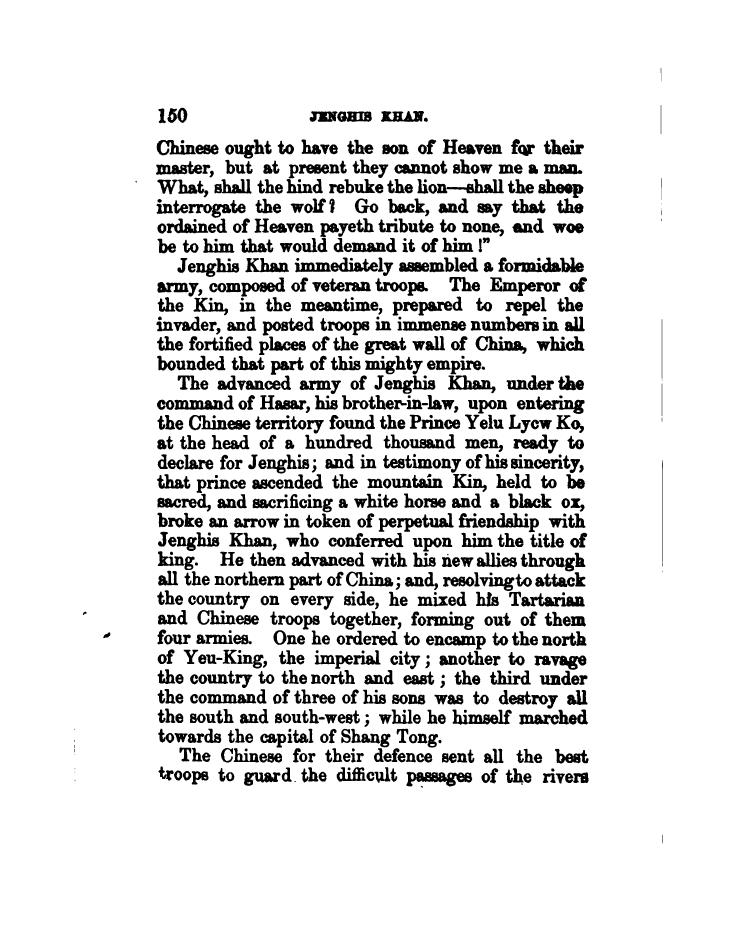 150 JENGHIS KHAN.
Chinese ought to have the son of Heaven for their
master, but at present they cannot show me a man.
What, shall the hind rebuke the lion—shall the sheep
interrogate the wolf? Go back, and say that the
ordained of Heaven payeth tribute to none, and woe
be to him that would demand it of him!"
Jenghis Khan immediately assembled a formidable
army, composed of veteran troops. The Emperor of
the Kin, in the meantime, prepared to repel the
invader, and posted troops in immense numbers in all
the fortified places of the great wall of China, which
bounded that part of this mighty empire.
The advanced army of Jenghis Khan, under the
command of Hasar, his brother-in-law, upon entering
the Chinese territory found the Prince Yelu Lycw Ko,
at the head of a hundred thousand men, ready to
declare for Jenghis; and in testimony of his sincerity,
that prince ascended the mountain Kin, held to be
sacred, and sacrificing a white horse and a black ox,
broke an arrow in token of perpetual friendship with
Jenghis Khan, who conferred upon him the title of
king. He then advanced with his new allies through
all the northern part of China; and, resolving to attack
the country on every side, he mixed his Tartarian
and Chinese troops together, forming out of them
four armies. One he ordered to encamp to the north
of Yeu-King, the imperial city; another to ravage
the country to the north and east; the third under
the command of three of his sons was to destroy all
the south and south-west; while he himself marched
towards the capital of Shang Tong.
The Chinese for their defence sent all the best
troops to guard the difficult passages of the rivers